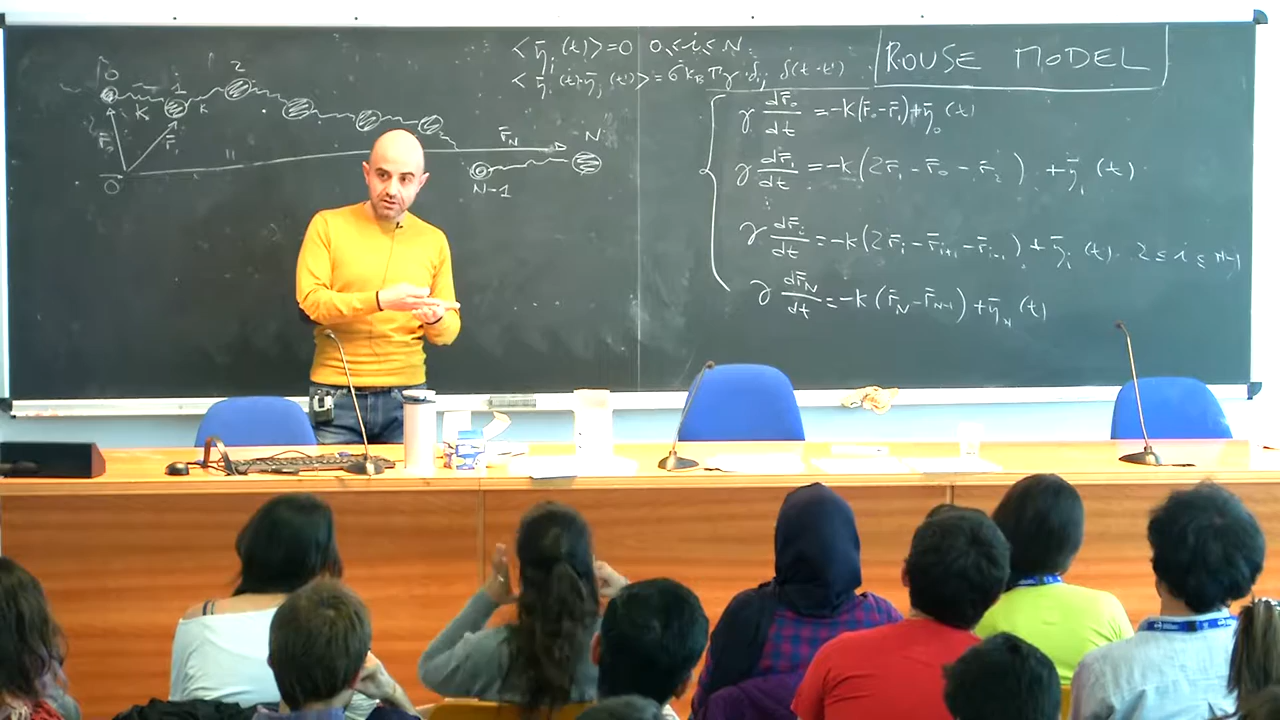 <η̄ᵢ(t)>=0 0≤i≤N
<η̄ᵢ(t)·η̄ⱼ(t')>=6k_B Tγ δᵢⱼ δ(t-t')
ROUSE MODEL
0 1 2 N-1 N
K K
r̄₀ r̄₁ r̄_N
O
γ dr̄₀/dt =-K(r̄₀-r̄₁)+η̄₀(t)
γ dr̄₁/dt =-K(2r̄₁-r̄₀-r̄₂)+η̄₁(t)
γ dr̄ᵢ/dt =-K(2r̄ᵢ-r̄ᵢ₊₁-r̄ᵢ₋₁)+η̄ᵢ(t). 2≤i≤N-1
γ dr̄_N/dt =-K(r̄_N-r̄_N-1)+η̄_N(t)